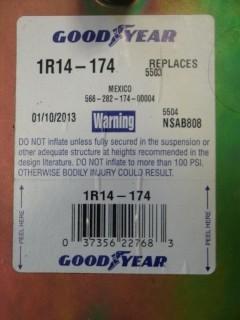 GOODYEAR
1R14-174 REPLACES
5503
MEXICO
566-282-174-00004
01/10/2013 Warning 5504
NSAB808
DO NOT inflate unless fully secured in the suspension or
other adequate structure at heights recommended in the
design literature. DO NOT inflate to more than 100 PSI.
OTHERWISE BODILY INJURY COULD RESULT.
1R14-174
PEEL HERE
PEEL HERE
0 37356 22768 3
GOODYEAR